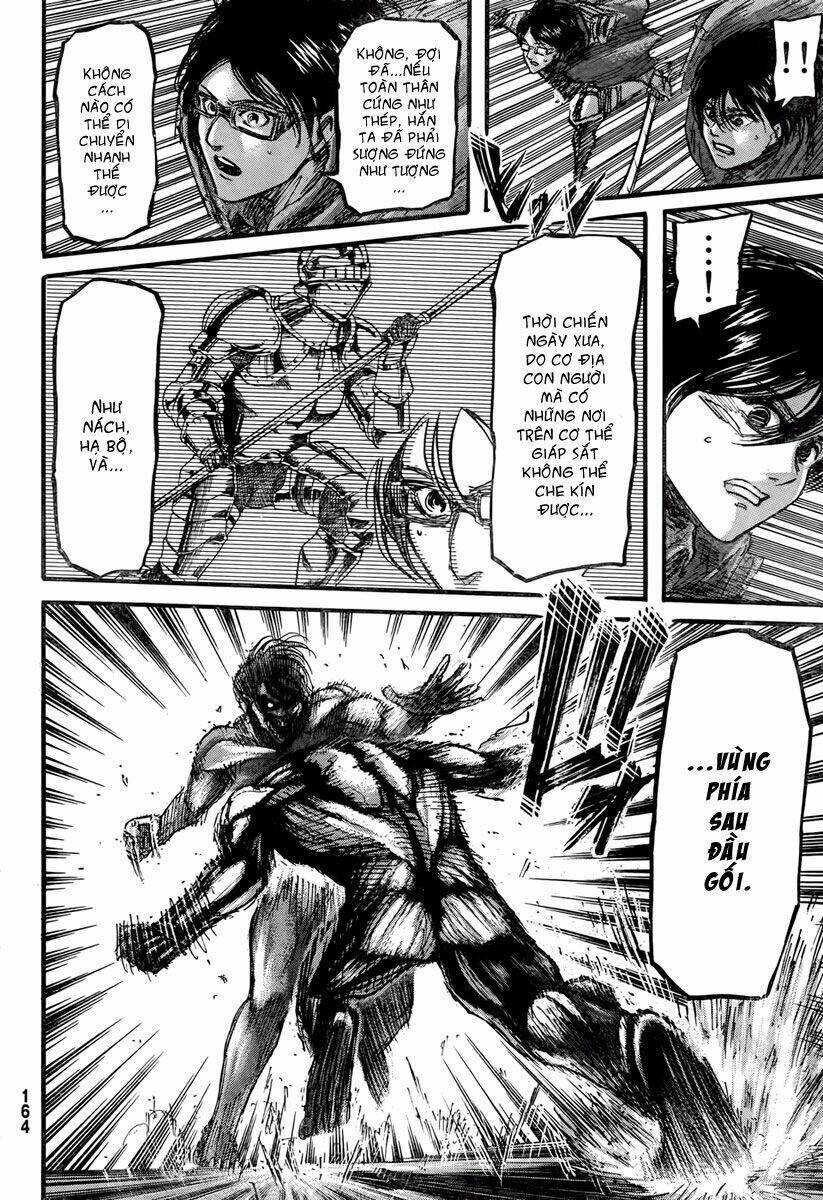 !!
KHÔNG, ĐỢI
ĐÃ...NẾU
TOÀN THÂN
CỨNG NHƯ
THÉP, HẮN
TA ĐÃ PHẢI
SƯỢNG ĐỨNG
NHƯ TƯỢNG
...
KHÔNG
CÁCH
NÀO CÓ
THỂ DI
CHUYỂN
NHANH
THẾ
ĐƯỢC
...
...!
THỜI CHIẾN
NGÀY XƯA,
DO CƠ ĐỊA
CON NGƯỜI
MÀ CÓ
NHỮNG NƠI
TRÊN CƠ THỂ
GIÁP SẮT
KHÔNG THỂ
CHE KÍN
ĐƯỢC...
NHƯ
NÁCH,
HẠ BỘ,
VÀ...
...VÙNG
PHÍA
SAU
ĐẦU
GỐI.
164